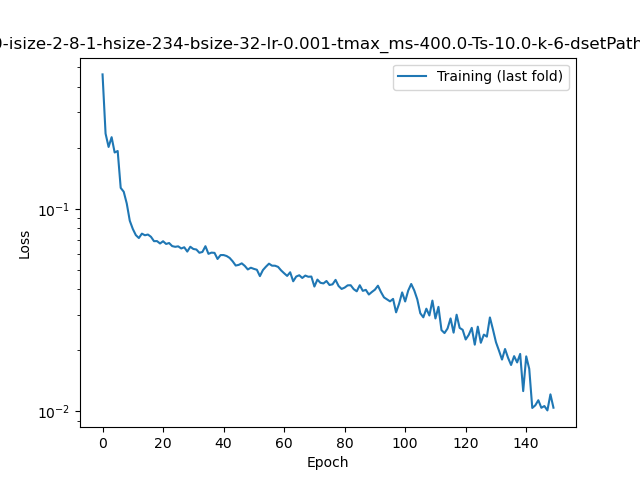 0-isize-2-8-1-hsize-234-bsize-32-lr-0.001-tmax_ms-400.0-Ts-10.0-k-6-dsetPath
Training (last fold)
Loss
10⁻¹
10⁻²
0 20 40 60 80 100 120 140
Epoch